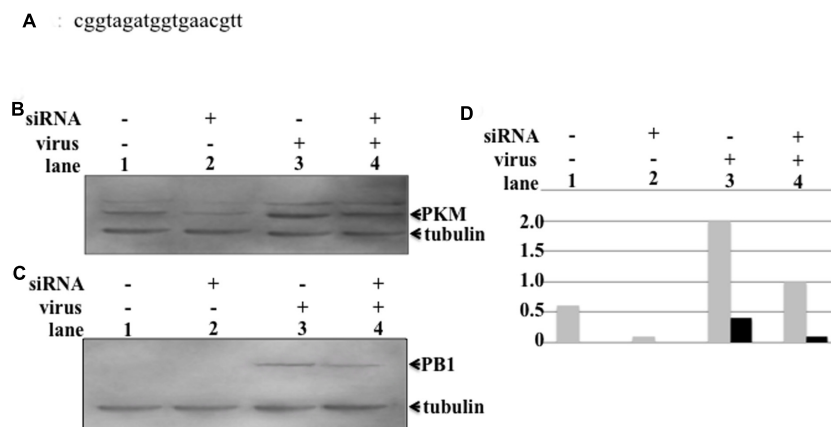 A : cggtagatggtgaacgtt
B
siRNA - + - +
virus - - + +
lane 1 2 3 4
PKM
tubulin
C
siRNA - + - +
virus - - + +
lane 1 2 3 4
PB1
tubulin
D
siRNA - + - +
virus - - + +
lane 1 2 3 4
2.0
1.5
1.0
0.5
0